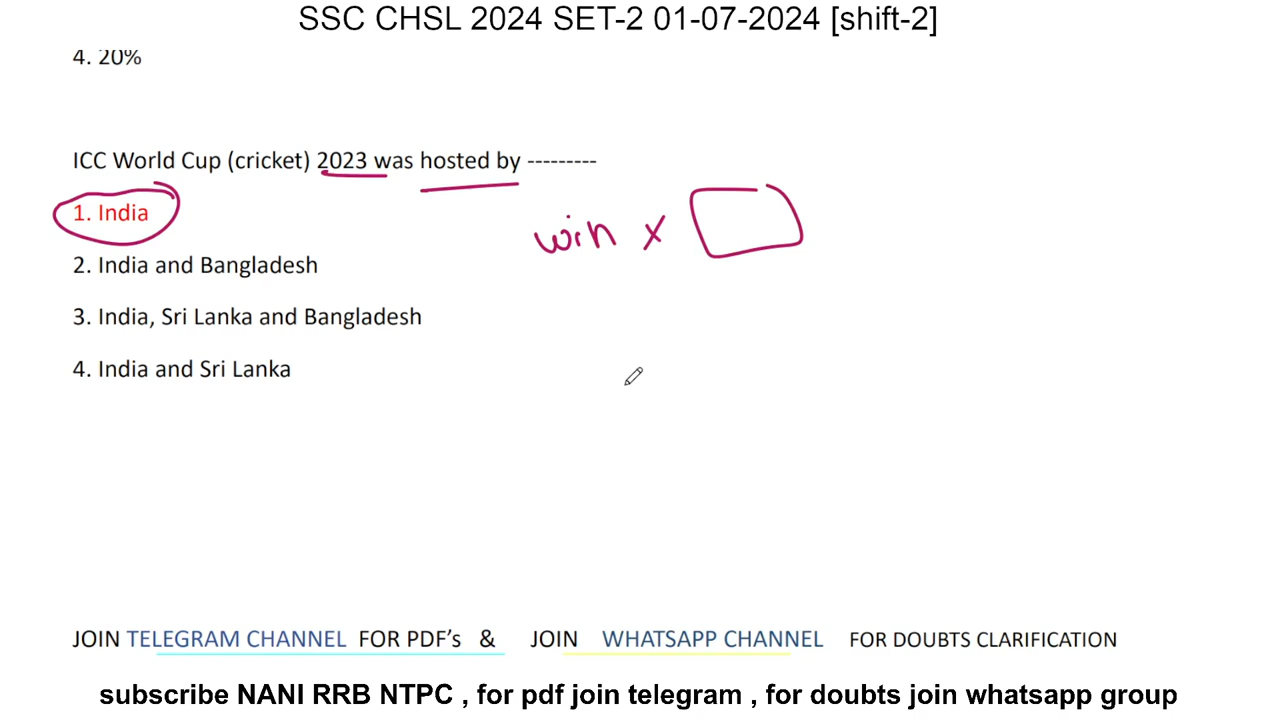 SSC CHSL 2024 SET-2 01-07-2024 [shift-2]
4. 20%
ICC World Cup (cricket) 2023 was hosted by ---------
1. India
win x
2. India and Bangladesh
3. India, Sri Lanka and Bangladesh
4. India and Sri Lanka
JOIN TELEGRAM CHANNEL FOR PDF's & JOIN WHATSAPP CHANNEL FOR DOUBTS CLARIFICATION
subscribe NANI RRB NTPC , for pdf join telegram , for doubts join whatsapp group